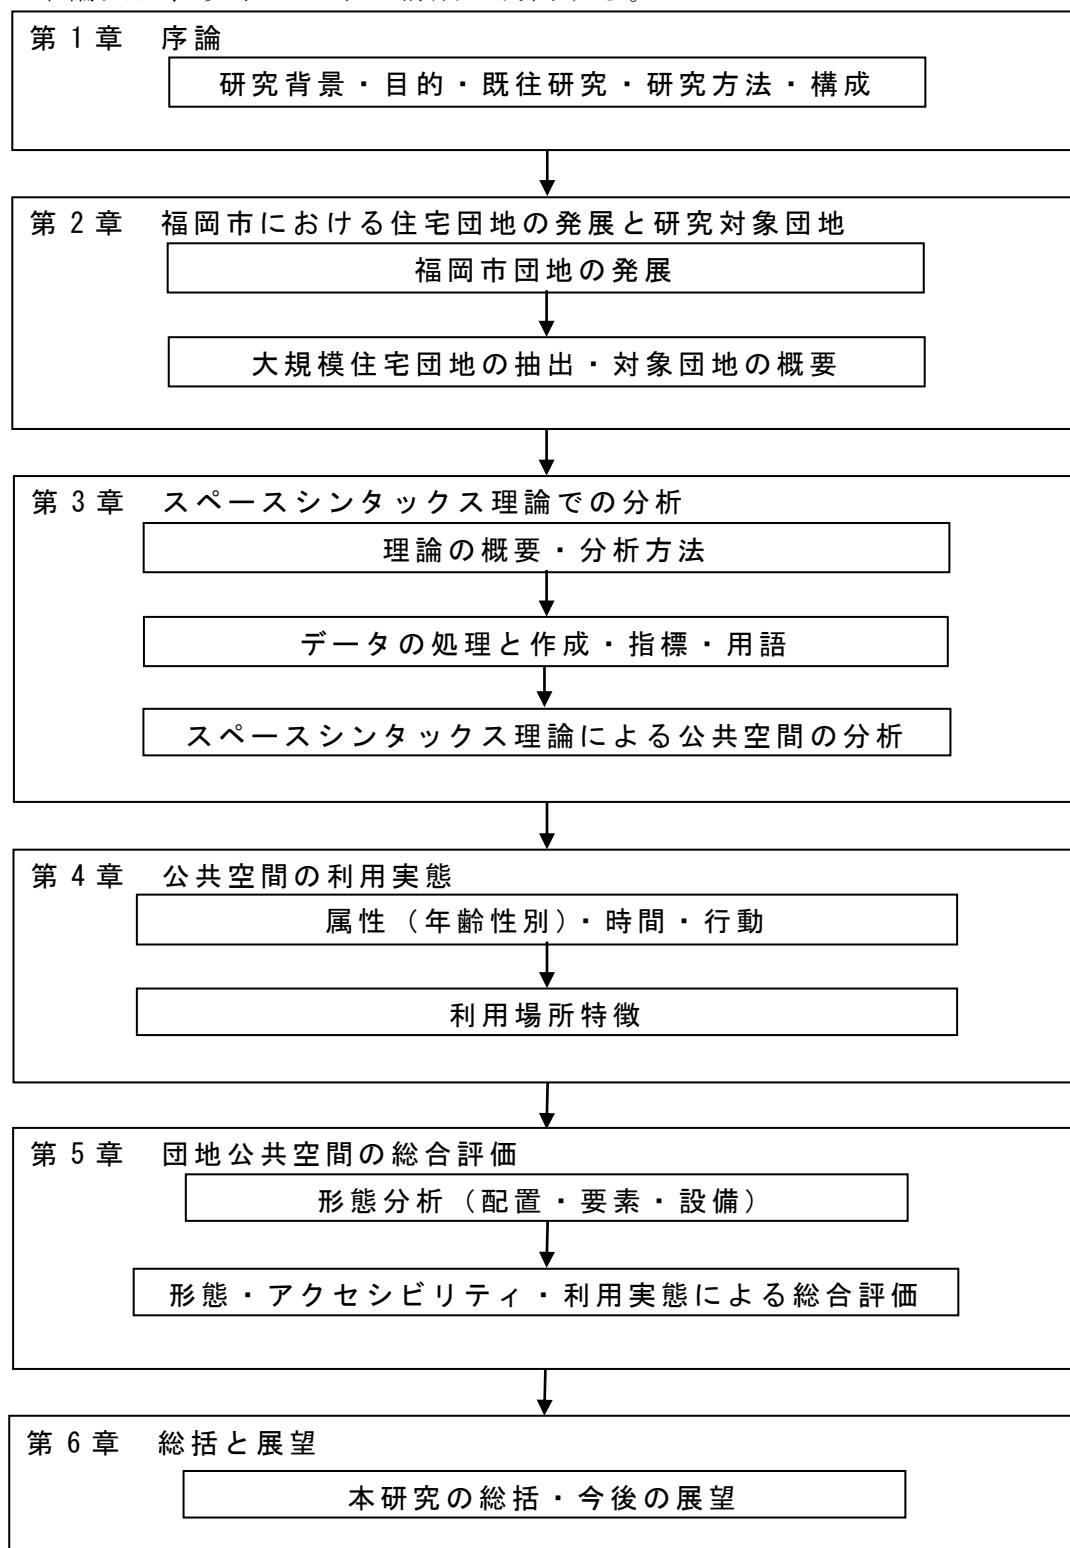 第1章 序論
研究背景・目的・既往研究・研究方法・構成
第2章 福岡市における住宅団地の発展と研究対象団地
福岡市団地の発展
大規模住宅団地の抽出・対象団地の概要
第3章 スペースシンタックス理論での分析
理論の概要・分析方法
データの処理と作成・指標・用語
スペースシンタックス理論による公共空間の分析
第4章 公共空間の利用実態
属性（年齢性別）・時間・行動
利用場所特徴
第5章 団地公共空間の総合評価
形態分析（配置・要素・設備）
形態・アクセシビリティ・利用実態による総合評価
第6章 総括と展望
本研究の総括・今後の展望